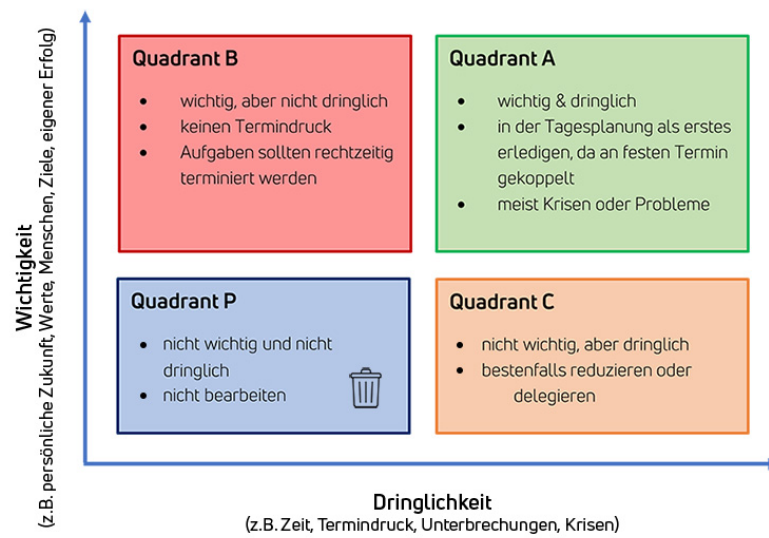 Wichtigkeit
(z.B. persönliche Zukunft, Werte, Menschen, Ziele, eigener Erfolg)
Quadrant B
• wichtig, aber nicht dringlich
• keinen Termindruck
• Aufgaben sollten rechtzeitig
terminiert werden
Quadrant A
• wichtig & dringlich
• in der Tagesplanung als erstes
erledigen, da an festen Termin
gekoppelt
• meist Krisen oder Probleme
Quadrant P
• nicht wichtig und nicht
dringlich
• nicht bearbeiten
Quadrant C
• nicht wichtig, aber dringlich
• bestenfalls reduzieren oder
delegieren
Dringlichkeit
(z.B. Zeit, Termindruck, Unterbrechungen, Krisen)